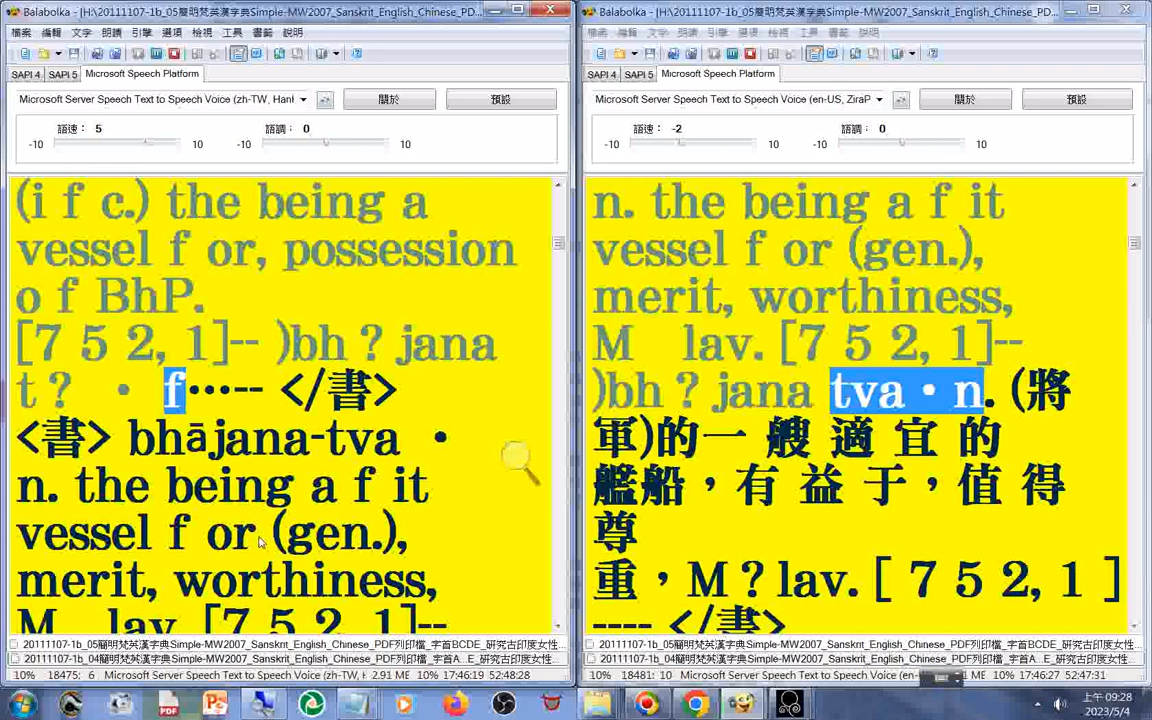 Balabolka - [H:\20111107-1b_05簡明梵英漢字典Simple-MW2007_Sanskrit_English_Chinese_PD...
檔案 編輯 文字 朗讀 引擎 選項 檢視 工具 書籤 說明
SAPI 4 SAPI 5 Microsoft Speech Platform
Microsoft Server Speech Text to Speech Voice (zh-TW, Hanl
關於 預設
語速： 5 語調： 0
-10 10 -10 10
(i f c.) the being a
vessel f or, possession
o f BhP.
[7 5 2, 1]-- )bh ? jana
t ? • f…-- </書>
<書> bhājana-tva •
n. the being a f it
vessel f or (gen.),
merit, worthiness,
M lav. [7 5 2, 1]--
20111107-1b_05簡明梵英漢字典Simple-MW2007_Sanskrit_English_Chinese_PDF列印檔_字首BCDE_研究古印度女性...
20111107-1b_04簡明梵英漢字典Simple-MW2007_Sanskrit_English_Chinese_PDF列印檔_字首A...E_研究古印度女性...
10% 18475: 6 Microsoft Server Speech Text to Speech Voice (zh-TW, H 2.91 MB 10% 17:46:19 52:48:28
Balabolka - [H:\20111107-1b_05簡明梵英漢字典Simple-MW2007_Sanskrit_English_Chinese_PD...
檔案 編輯 文字 朗讀 引擎 選項 檢視 工具 書籤 說明
SAPI 4 SAPI 5 Microsoft Speech Platform
Microsoft Server Speech Text to Speech Voice (en-US, ZiraP
關於 預設
語速： -2 語調： 0
-10 10 -10 10
n. the being a f it
vessel f or (gen.),
merit, worthiness,
M lav. [7 5 2, 1]--
)bh ? jana tva • n. (將
軍)的一 艘 適 宜 的
艦船，有 益 于，值 得
尊
重，M ? lav. [ 7 5 2, 1 ]
---- </書>
20111107-1b_05簡明梵英漢字典Simple-MW2007_Sanskrit_English_Chinese_PDF列印檔_字首BCDE_研究古印度女性...
20111107-1b_04簡明梵英漢字典Simple-MW2007_Sanskrit_English_Chinese_PDF列印檔_字首A...E_研究古印度女性...
10% 18481: 10 Microsoft Server Speech Text to Speech Voice (en-US, MB 10% 17:46:27 52:47:31
上午 09:28
2023/5/4